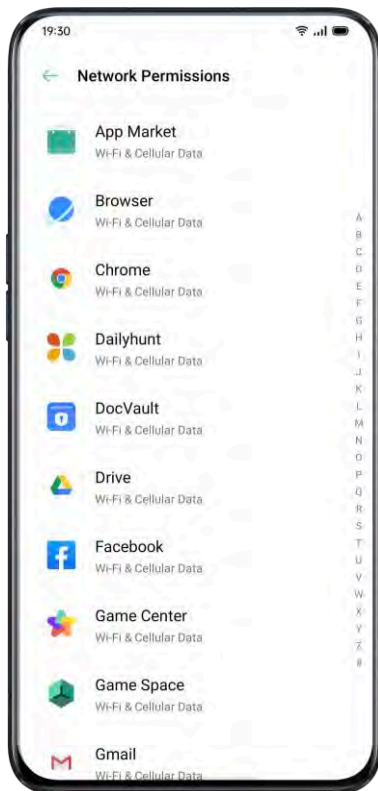 19:30
Network Permissions
App Market
Wi-Fi & Cellular Data
Browser
Wi-Fi & Cellular Data
Chrome
Wi-Fi & Cellular Data
Dailyhunt
Wi-Fi & Cellular Data
DocVault
Wi-Fi & Cellular Data
Drive
Wi-Fi & Cellular Data
Facebook
Wi-Fi & Cellular Data
Game Center
Wi-Fi & Cellular Data
Game Space
Wi-Fi & Cellular Data
Gmail
Wi-Fi & Cellular Data
A
B
C
D
E
F
G
H
I
J
K
L
M
N
O
P
Q
R
S
T
U
V
W
X
Y
Z
#